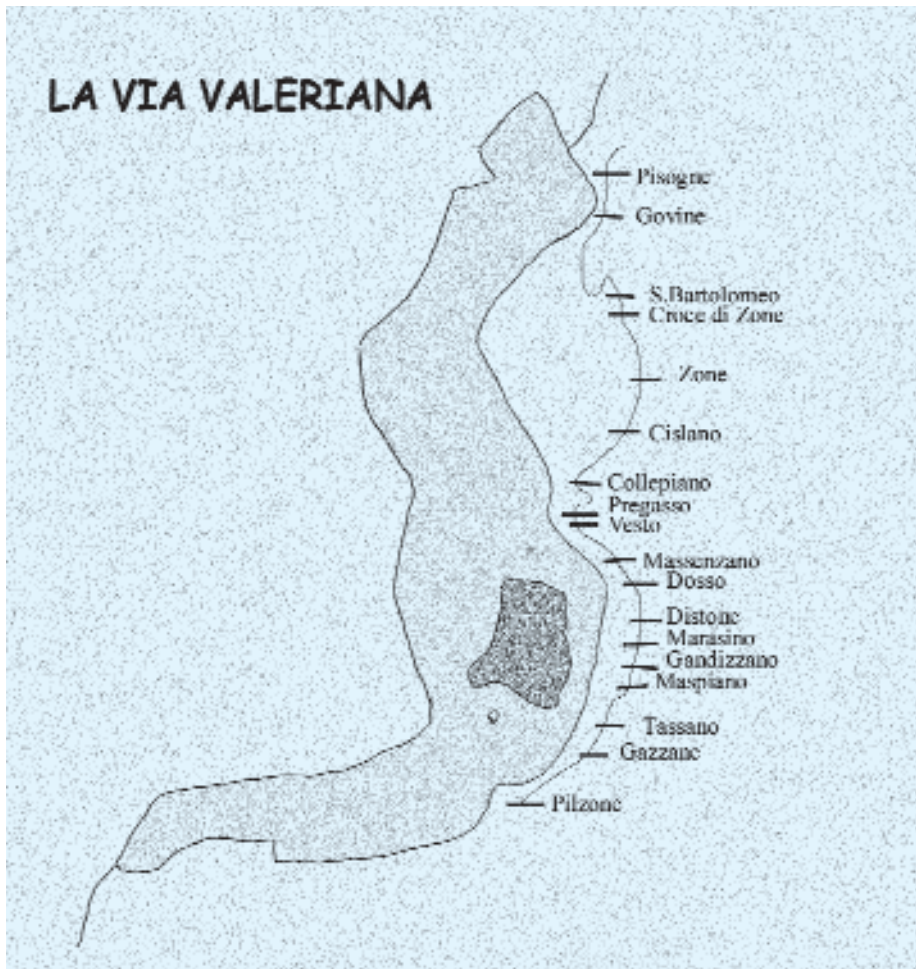 LA VIA VALERIANA
Pisogne
Govine
S.Bartolomeo
Croce di Zone
Zone
Cislano
Collepiano
Pregasso
Vesto
Massenzano
Dosso
Distone
Marasino
Gandizzano
Maspiano
Tassano
Gazzane
Pilzone